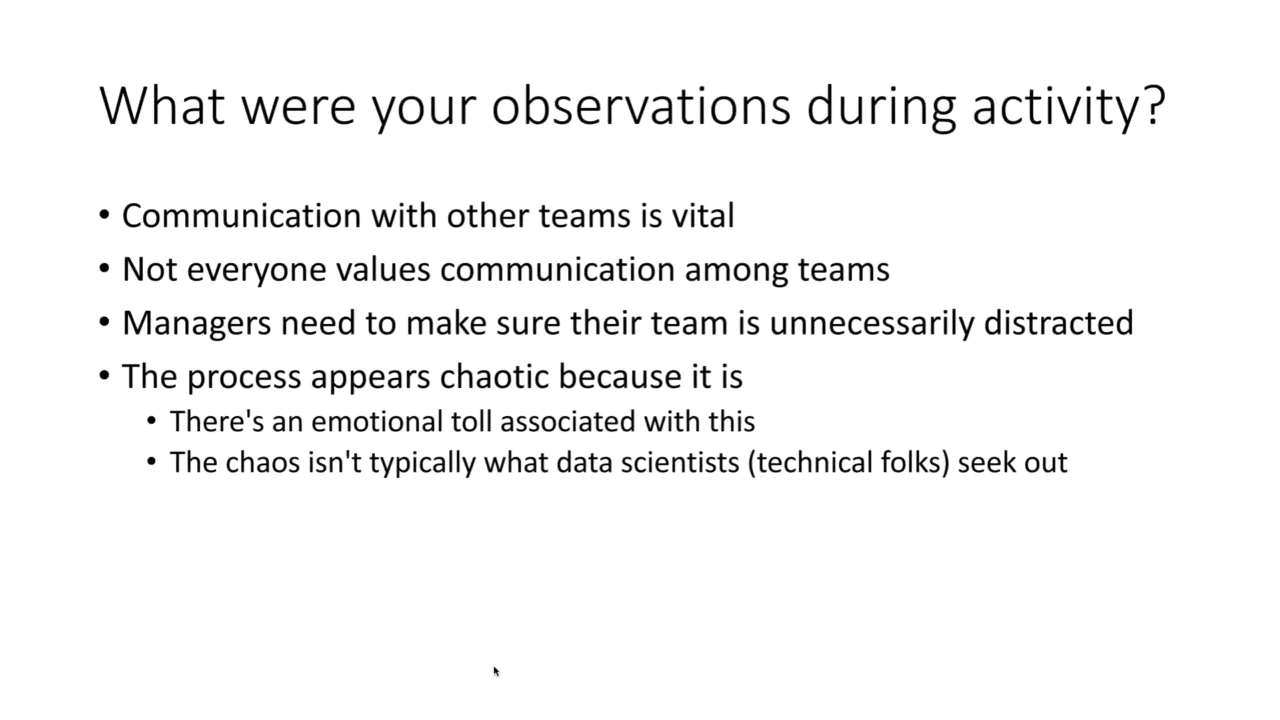 What were your observations during activity?
• Communication with other teams is vital
• Not everyone values communication among teams
• Managers need to make sure their team is unnecessarily distracted
• The process appears chaotic because it is
• There's an emotional toll associated with this
• The chaos isn't typically what data scientists (technical folks) seek out